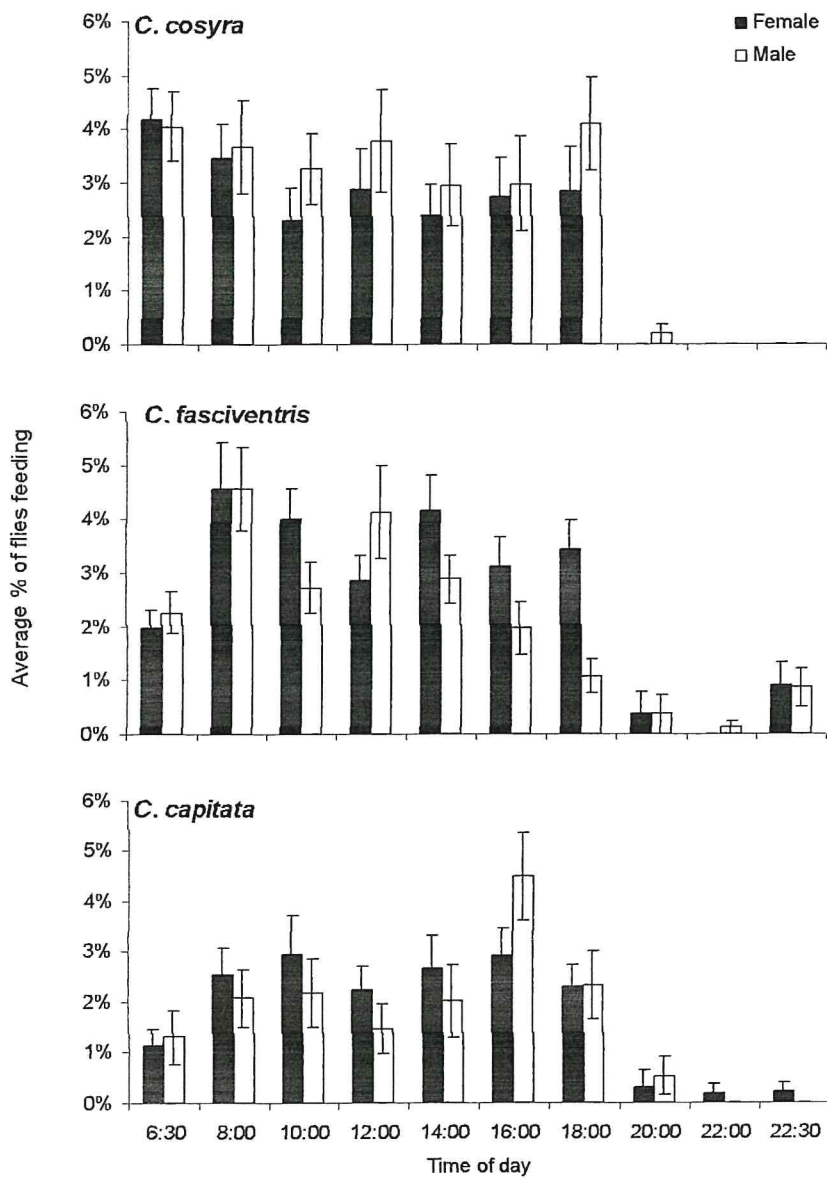 C. cosyra
Female
Male
6%
5%
4%
3%
2%
1%
0%
C. fasciventris
6%
5%
4%
3%
2%
1%
0%
Average % of flies feeding
C. capitata
6%
5%
4%
3%
2%
1%
0%
6:30 8:00 10:00 12:00 14:00 16:00 18:00 20:00 22:00 22:30
Time of day